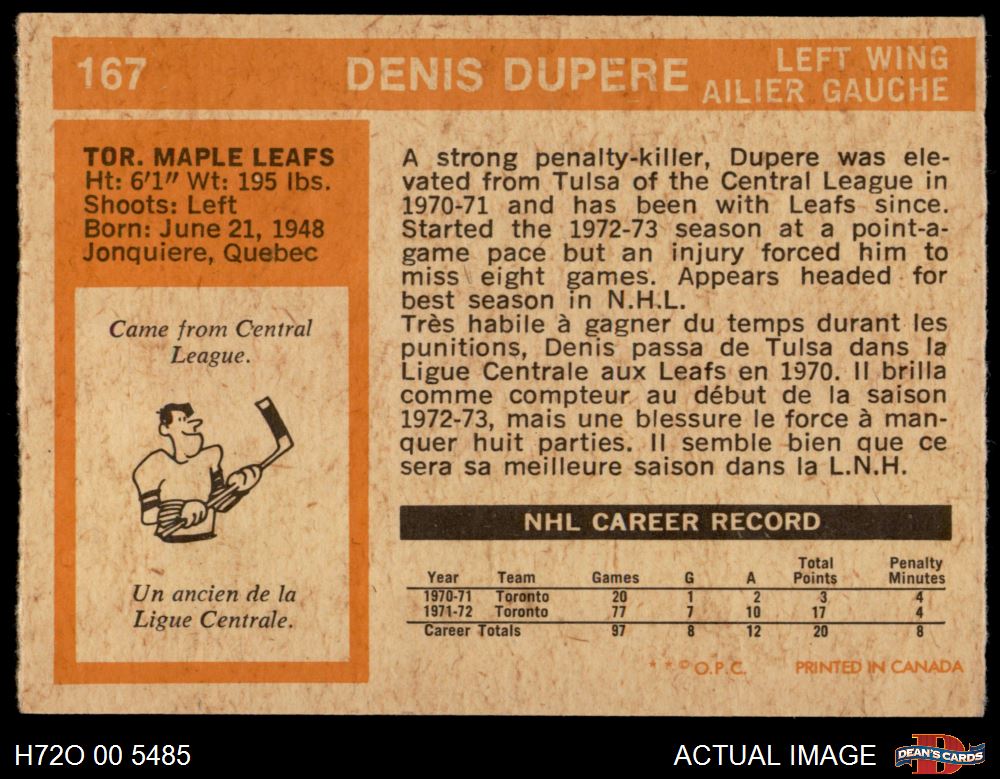 167
DENIS DUPERE
LEFT WING
AILIER GAUCHE
TOR. MAPLE LEAFS
Ht: 6'1" Wt: 195 lbs.
Shoots: Left
Born: June 21, 1948
Jonquiere, Quebec
Came from Central
League.
Un ancien de la
Ligue Centrale.
A strong penalty-killer, Dupere was ele-
vated from Tulsa of the Central League in
1970-71 and has been with Leafs since.
Started the 1972-73 season at a point-a-
game pace but an injury forced him to
miss eight games. Appears headed for
best season in N.H.L.
Très habile à gagner du temps durant les
punitions, Denis passa de Tulsa dans la
Ligue Centrale aux Leafs en 1970. Il brilla
comme compteur au début de la saison
1972-73, mais une blessure le force à man-
quer huit parties. Il semble bien que ce
sera sa meilleure saison dans la L.N.H.
NHL CAREER RECORD
Year Team Games G A Total Points Penalty Minutes
1970-71 Toronto 20 1 2 3 4
1971-72 Toronto 77 7 10 17 4
Career Totals 97 8 12 20 8
* * © O.P.C. PRINTED IN CANADA
H72O 00 5485
ACTUAL IMAGE
D
DEAN'S CARDS